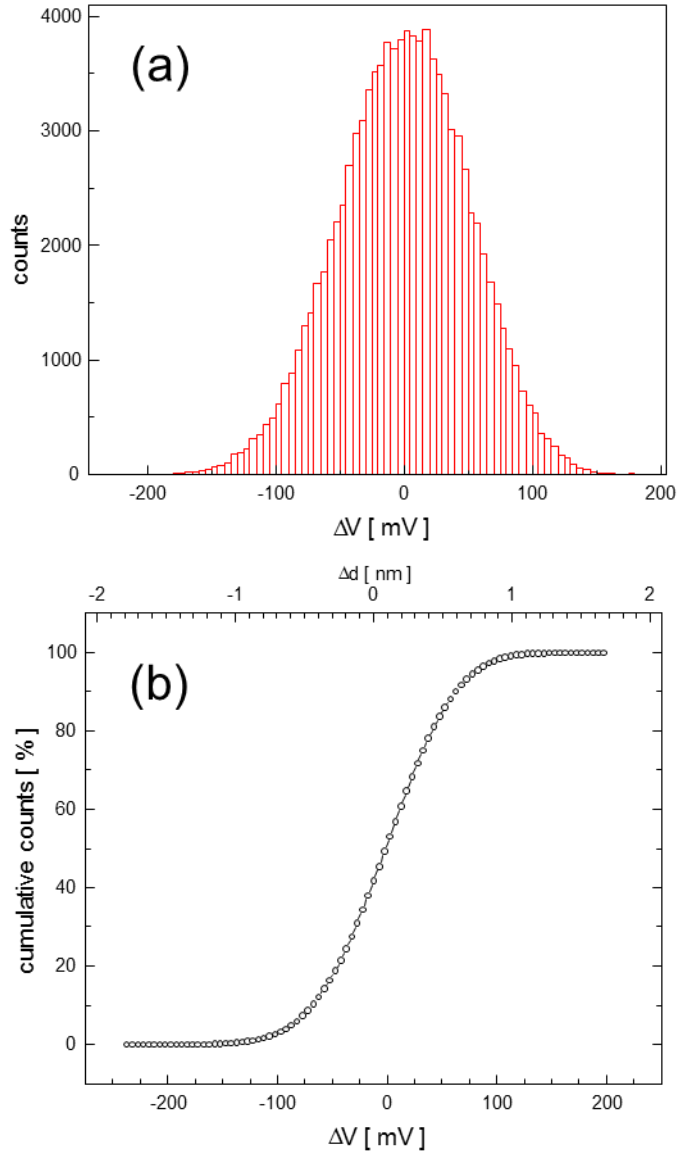 (a)
4000
3000
2000
1000
0
counts
-200 -100 0 100 200
ΔV [ mV ]
Δd [ nm ]
-2 -1 0 1 2
(b)
100
80
60
40
20
0
cumulative counts [ % ]
-200 -100 0 100 200
ΔV [ mV ]